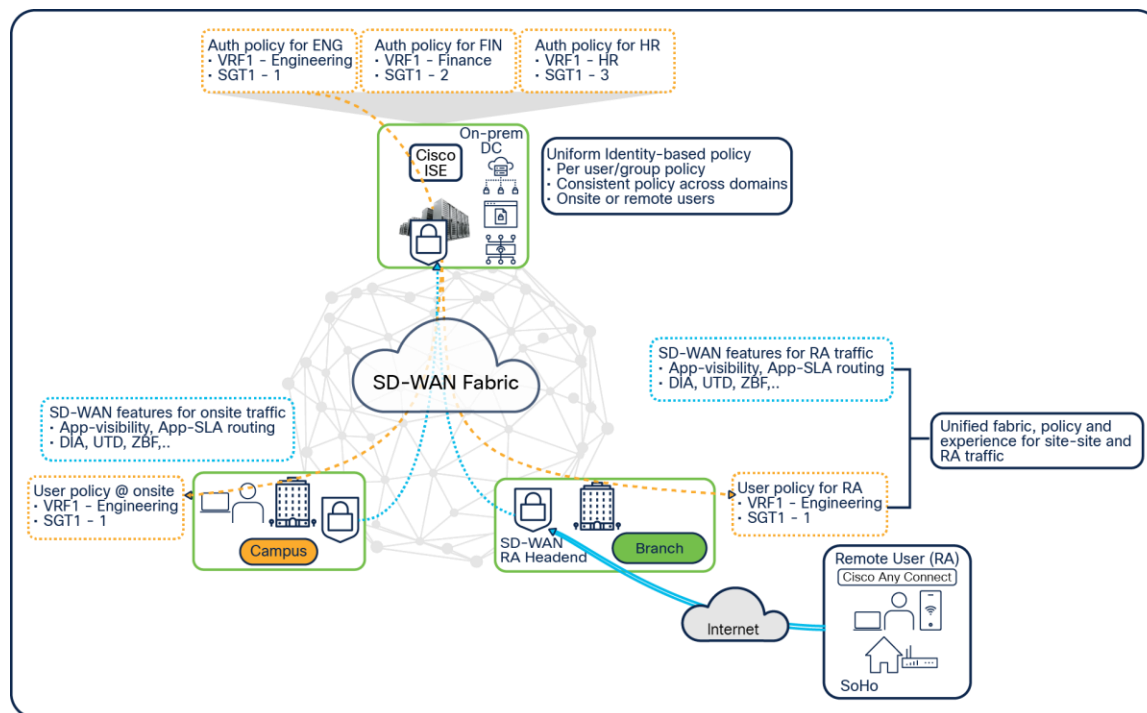 Auth policy for ENG
• VRF1 - Engineering
• SGT1 - 1
Auth policy for FIN
• VRF1 - Finance
• SGT1 - 2
Auth policy for HR
• VRF1 - HR
• SGT1 - 3
On-prem
DC
Cisco
ISE
Uniform Identity-based policy
• Per user/group policy
• Consistent policy across domains
• Onsite or remote users
SD-WAN Fabric
SD-WAN features for RA traffic
• App-visibility, App-SLA routing
• DIA, UTD, ZBF,..
SD-WAN features for onsite traffic
• App-visibility, App-SLA routing
• DIA, UTD, ZBF,..
Unified fabric, policy and
experience for site-site and
RA traffic
User policy @ onsite
• VRF1 - Engineering
• SGT1 - 1
Campus
SD-WAN
RA Headend
Branch
User policy for RA
• VRF1 - Engineering
• SGT1 - 1
Internet
Remote User (RA)
Cisco Any Connect
SoHo